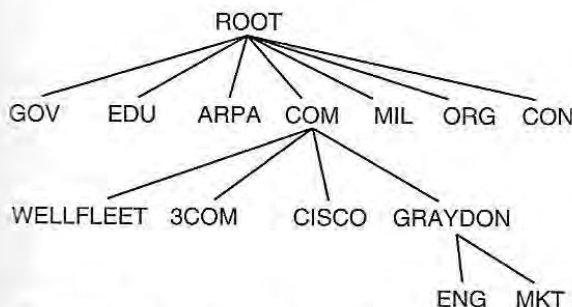 ROOT
GOV EDU ARPA COM MIL ORG CON
WELLFLEET 3COM CISCO GRAYDON
ENG MKT